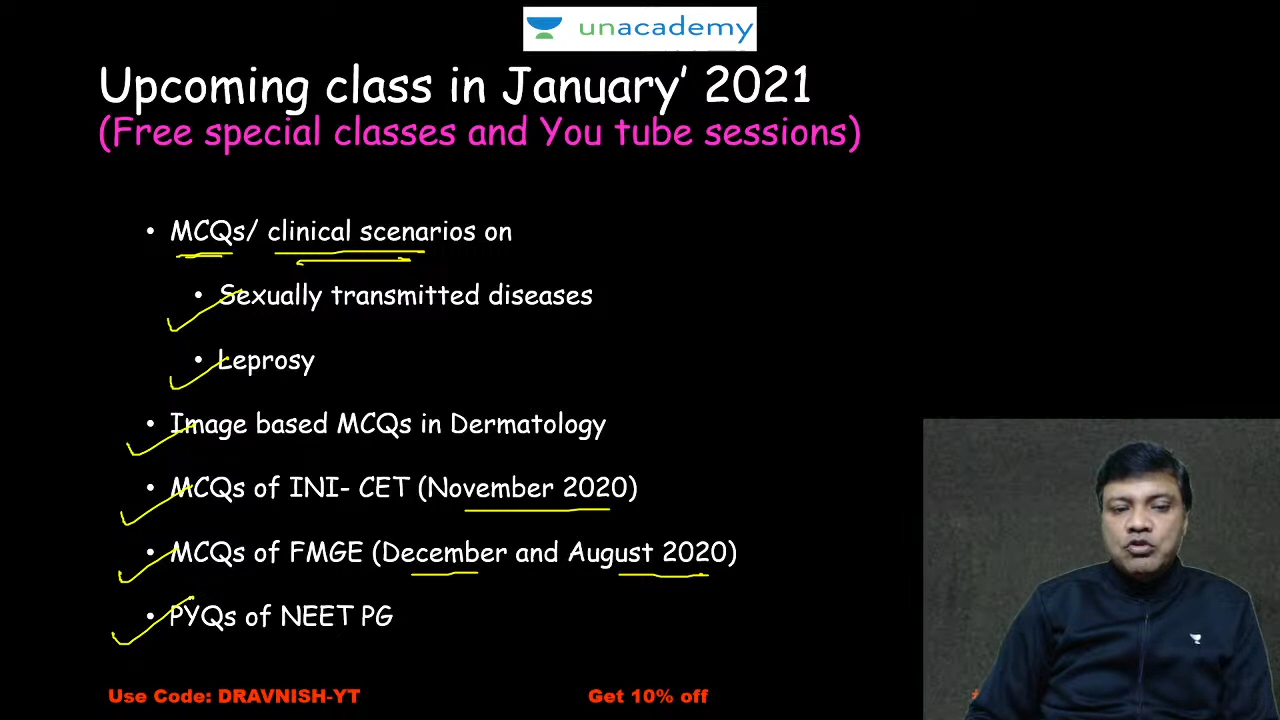 unacademy
Upcoming class in January' 2021
(Free special classes and You tube sessions)
• MCQs/ clinical scenarios on
• Sexually transmitted diseases
• Leprosy
• Image based MCQs in Dermatology
• MCQs of INI- CET (November 2020)
• MCQs of FMGE (December and August 2020)
• PYQs of NEET PG
Use Code: DRAVNISH-YT Get 10% off